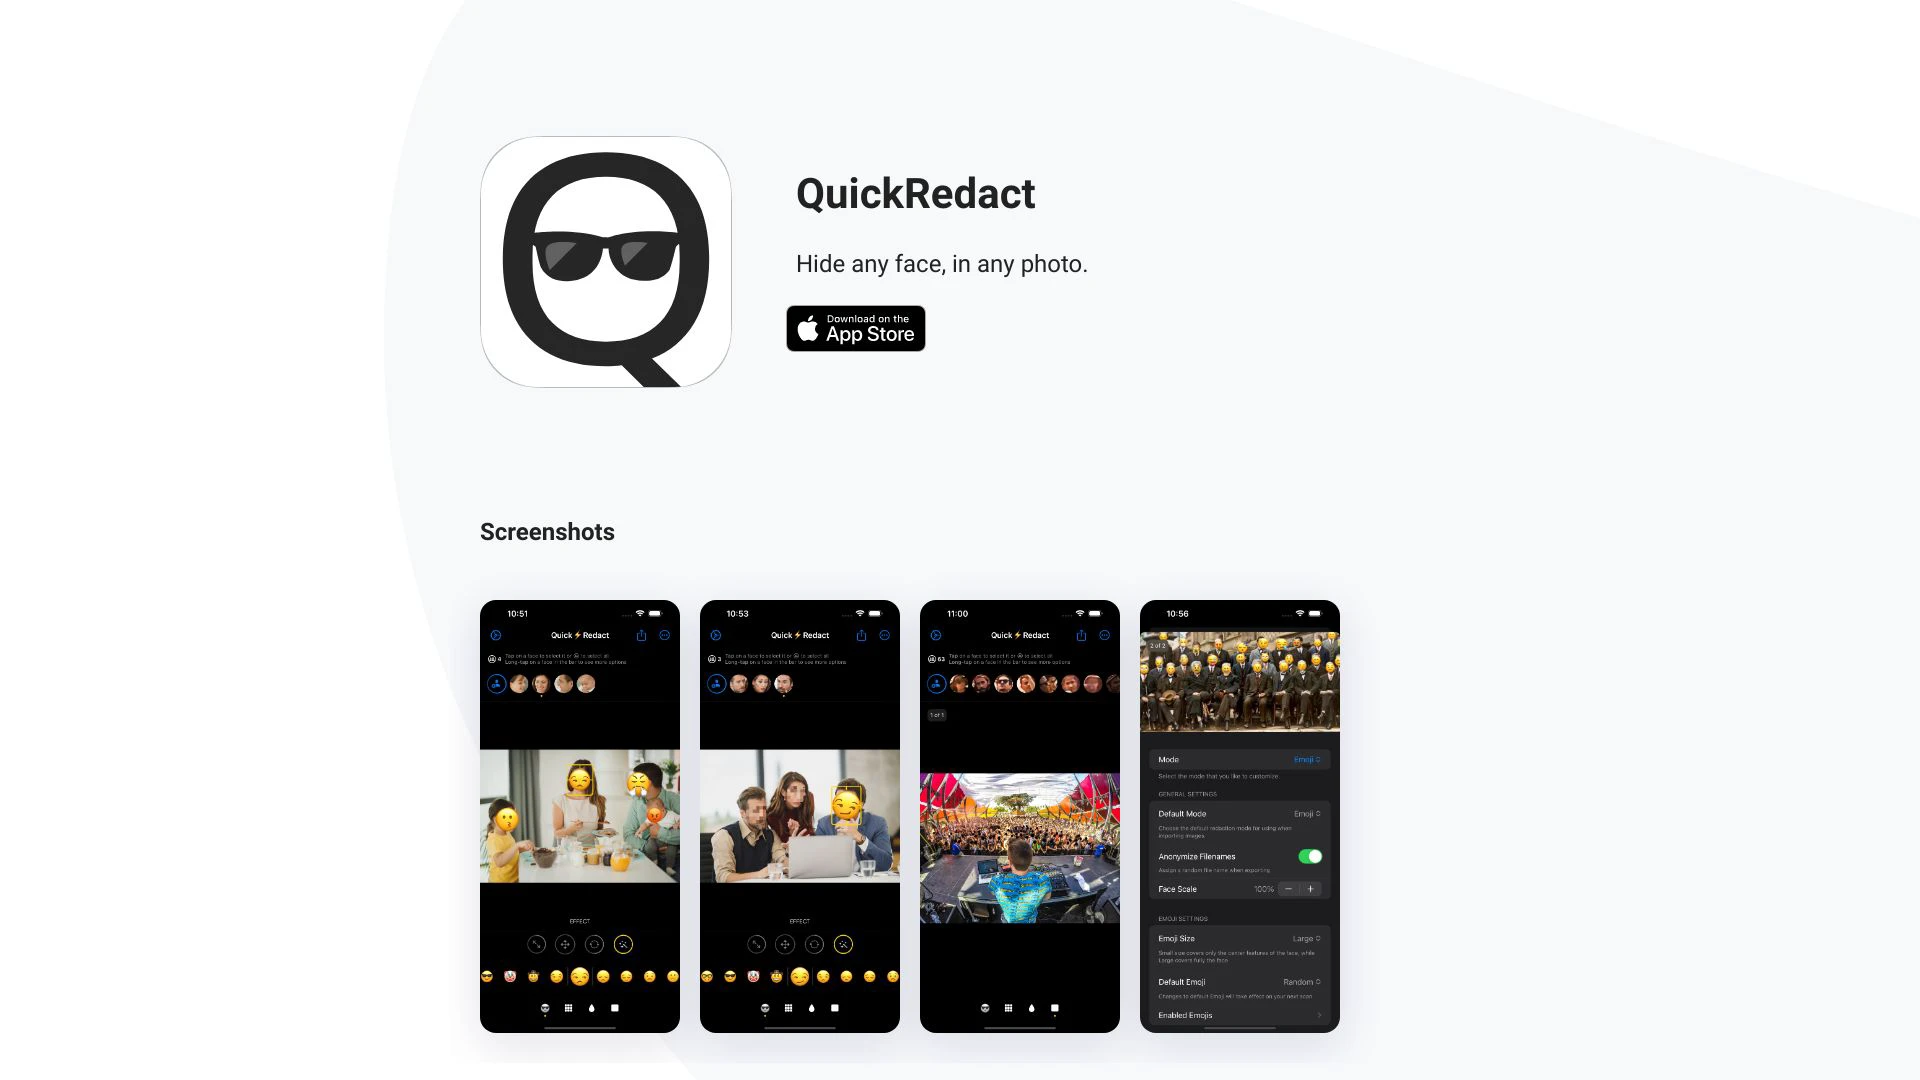 QuickRedact
Hide any face, in any photo.
Download on the
App Store
Screenshots
10:51
Quick⚡Redact
4
Tap on a face to select it or to select all
Long-tap on a face in the bar to see more options
EFFECT
10:53
Quick⚡Redact
3
Tap on a face to select it or to select all
Long-tap on a face in the bar to see more options
EFFECT
11:00
Quick⚡Redact
63
Tap on a face to select it or to select all
Long-tap on a face in the bar to see more options
1 of 1
10:56
2 of 2
Mode
Emoji
Select the mode that you like to customize.
GENERAL SETTINGS
Default Mode
Emoji
Choose the default redaction mode for using when
importing images
Anonymize Filenames
Assign a random file name when exporting
Face Scale
100%
− +
EMOJI SETTINGS
Emoji Size
Large
Small size covers only the center features of the face, while
Large covers fully the face
Default Emoji
Random
Changes to default Emoji will take effect on your next scan
Enabled Emojis